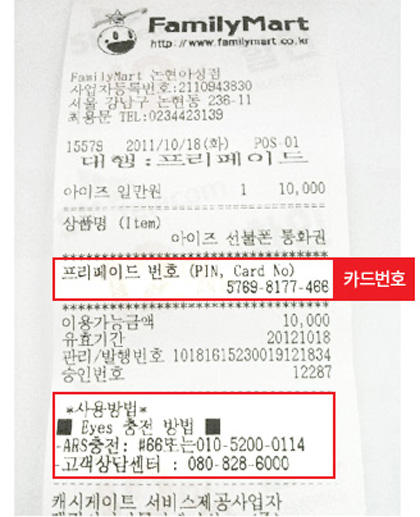 FamilyMart
http://www.familymart.co.kr
FamilyMart 논현아성점
사업자등록번호:2110943830
서울 강남구 논현동 236-11
최용문 TEL:0234423139
15579 2011/10/18(화) POS-01
대행:프리페이드
아이즈 일만원 1 10,000
상품명 (Item)
아이즈 선불폰 통화권
프리페이드 번호 (PIN, Card No)
5769-8177-466
카드번호
이용가능금액 10,000
유효기간 20121018
관리/발행번호 10181615230019121834
승인번호 12287
*사용방법*
■ Eyes 충전 방법 ■
-ARS충전: #66또는010-5200-0114
-고객상담센터 : 080-828-6000
캐시게이트 서비스제공사업자